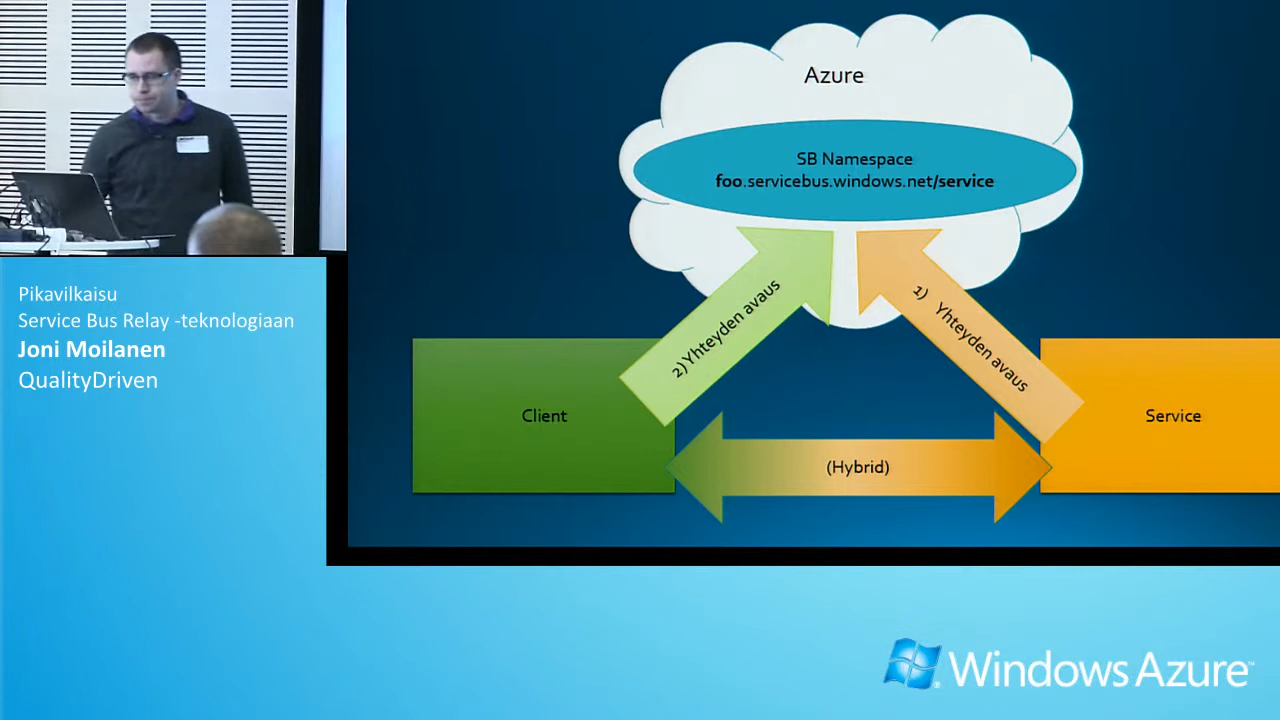 Azure
SB Namespace
foo.servicebus.windows.net/service
2) Yhteyden avaus
1) Yhteyden avaus
Client
Service
(Hybrid)
Pikavilkaisu
Service Bus Relay -teknologiaan
Joni Moilanen
QualityDriven
Windows Azure™